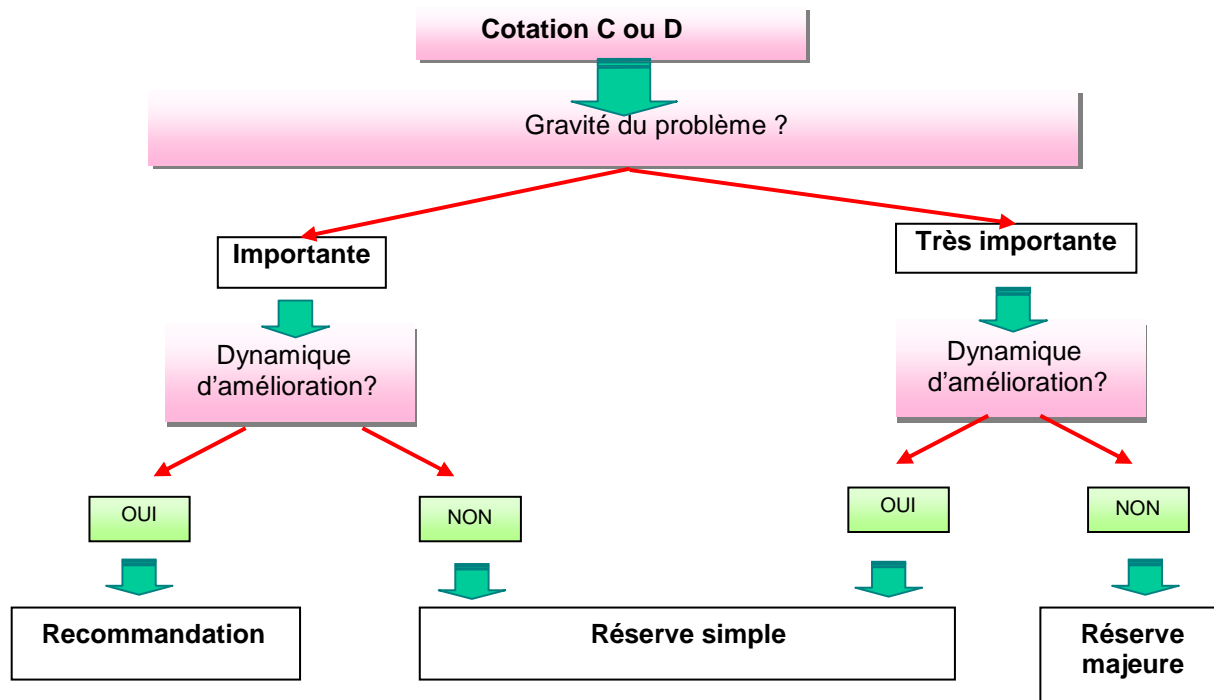 Cotation C ou D
Gravité du problème ?
Importante
Très importante
Dynamique
d’amélioration?
Dynamique
d’amélioration?
OUI
NON
OUI
NON
Recommandation
Réserve simple
Réserve
majeure